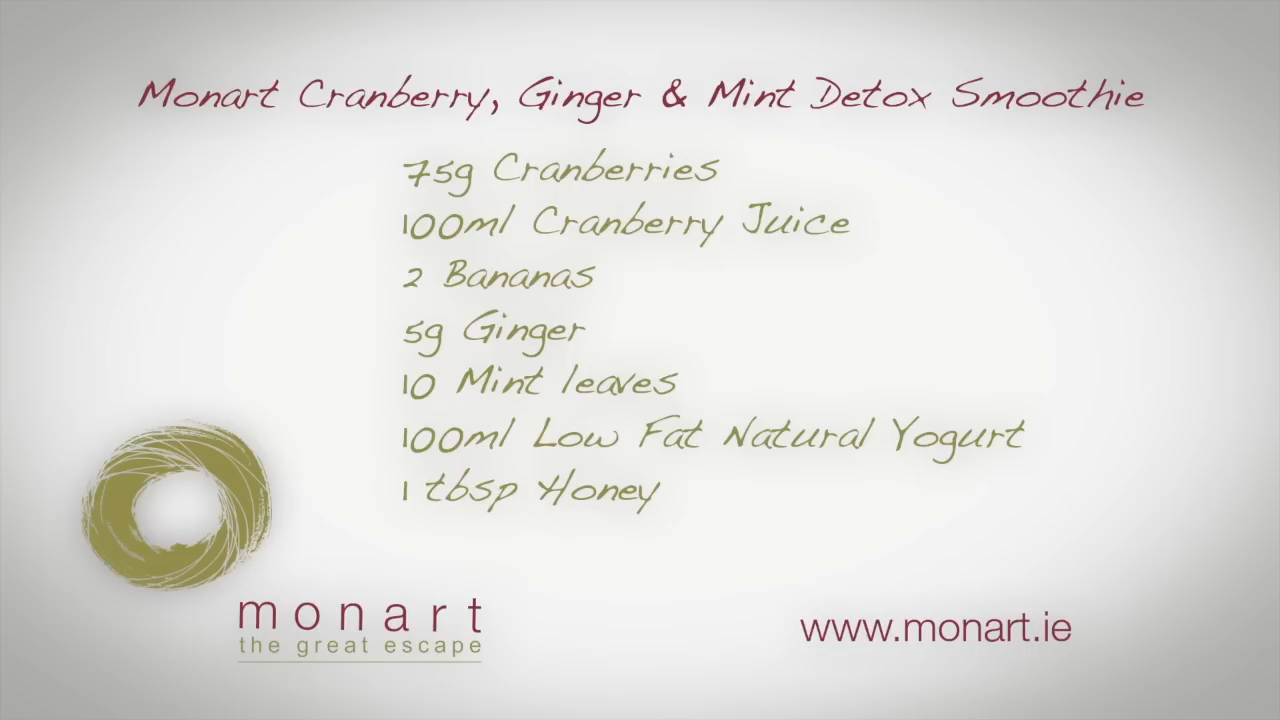 Monart Cranberry, Ginger & Mint Detox Smoothie
75g Cranberries
100ml Cranberry Juice
2 Bananas
5g Ginger
10 Mint leaves
100ml Low Fat Natural Yogurt
1 tbsp Honey
monart
the great escape
www.monart.ie